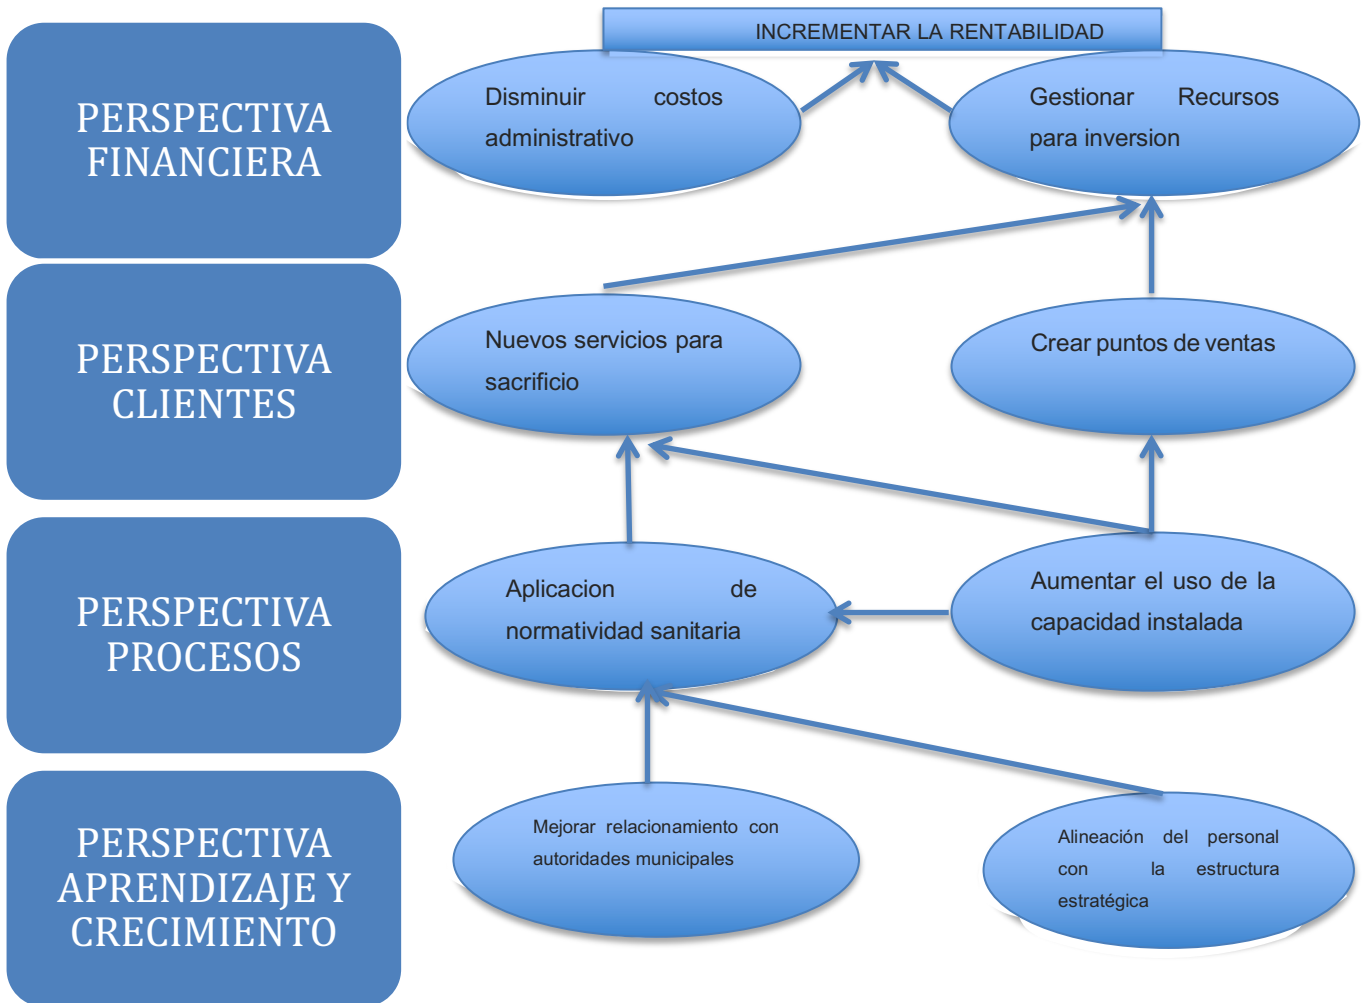 INCREMENTAR LA RENTABILIDAD
PERSPECTIVA
FINANCIERA
Disminuir costos
administrativo
Gestionar Recursos
para inversion
PERSPECTIVA
CLIENTES
Nuevos servicios para
sacrificio
Crear puntos de ventas
PERSPECTIVA
PROCESOS
Aplicacion de
normatividad sanitaria
Aumentar el uso de la
capacidad instalada
PERSPECTIVA
APRENDIZAJE Y
CRECIMIENTO
Mejorar relacionamiento con
autoridades municipales
Alineación del personal
con la estructura
estratégica